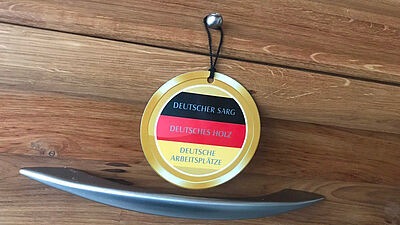 DEUTSCHER SARG
DEUTSCHES HOLZ
DEUTSCHE
ARBEITSPLÄTZE